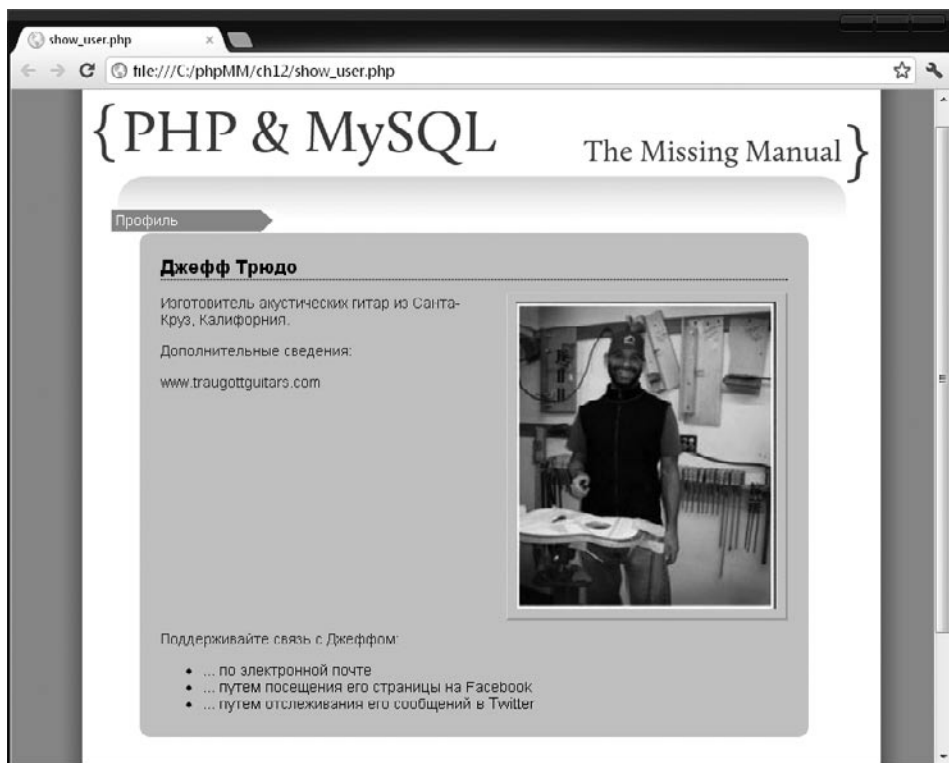 show_user.php
file:///C:/phpMM/ch12/show_user.php
{PHP & MySQL
The Missing Manual}
Профиль
Джефф Трюдо
Изготовитель акустических гитар из Санта-
Круз, Калифорния.
Дополнительные сведения:
www.traugottguitars.com
Поддерживайте связь с Джеффом:
• ... по электронной почте
• ... путем посещения его страницы на Facebook
• ... путем отслеживания его сообщений в Twitter